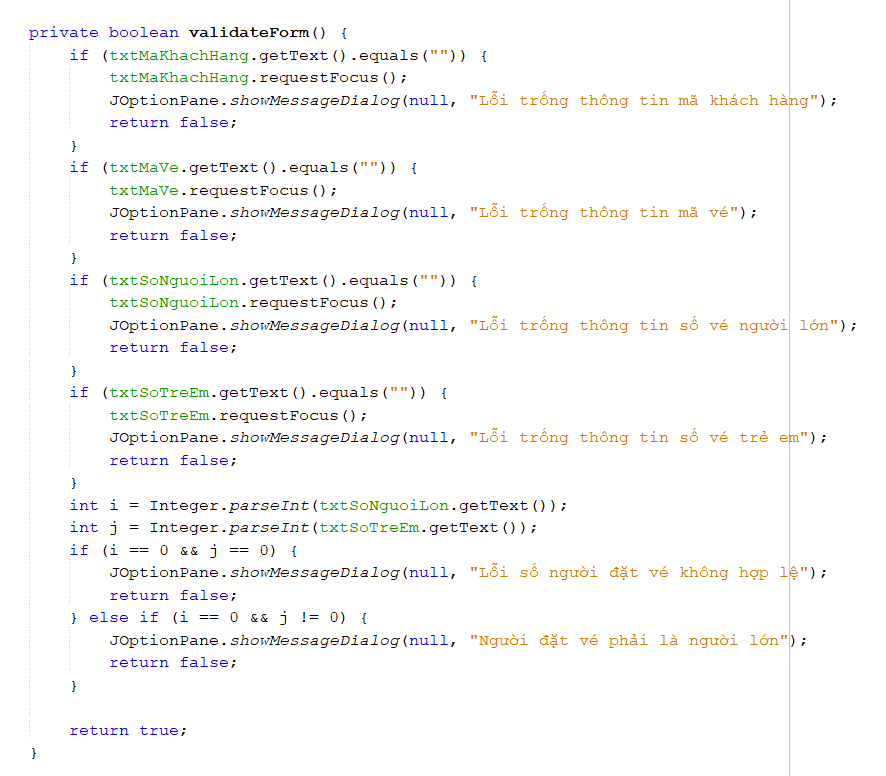 private boolean validateForm() {
    if (txtMaKhachHang.getText().equals("")) {
        txtMaKhachHang.requestFocus();
        JOptionPane.showMessageDialog(null, "Lỗi trống thông tin mã khách hàng");
        return false;
    }
    if (txtMaVe.getText().equals("")) {
        txtMaVe.requestFocus();
        JOptionPane.showMessageDialog(null, "Lỗi trống thông tin mã vé");
        return false;
    }
    if (txtSoNguoiLon.getText().equals("")) {
        txtSoNguoiLon.requestFocus();
        JOptionPane.showMessageDialog(null, "Lỗi trống thông tin số vé người lớn");
        return false;
    }
    if (txtSoTreEm.getText().equals("")) {
        txtSoTreEm.requestFocus();
        JOptionPane.showMessageDialog(null, "Lỗi trống thông tin số vé trẻ em");
        return false;
    }
    int i = Integer.parseInt(txtSoNguoiLon.getText());
    int j = Integer.parseInt(txtSoTreEm.getText());
    if (i == 0 && j == 0) {
        JOptionPane.showMessageDialog(null, "Lỗi số người đặt vé không hợp lệ");
        return false;
    } else if (i == 0 && j != 0) {
        JOptionPane.showMessageDialog(null, "Người đặt vé phải là người lớn");
        return false;
    }

    return true;
}